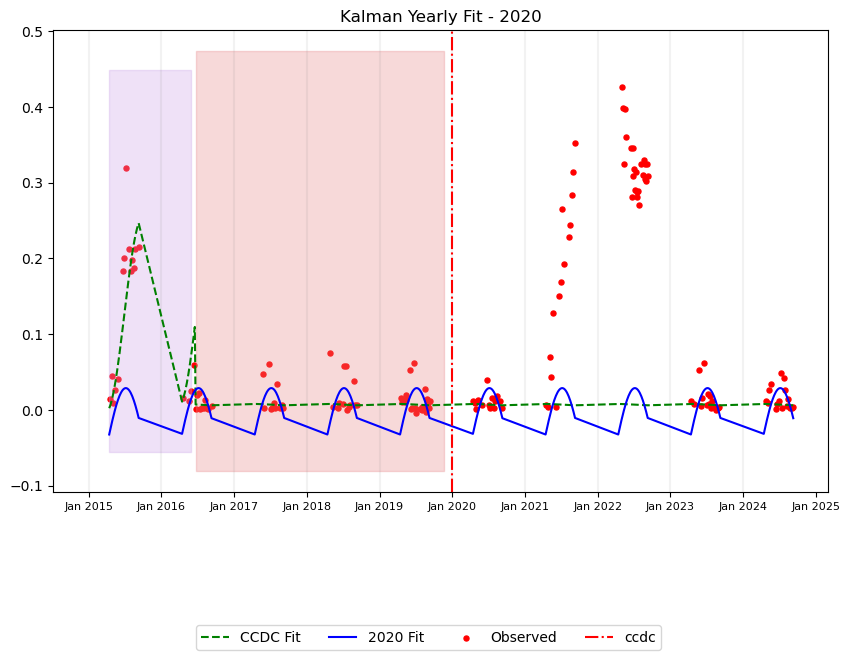 Kalman Yearly Fit - 2020
0.5
0.4
0.3
0.2
0.1
0.0
−0.1
Jan 2015 Jan 2016 Jan 2017 Jan 2018 Jan 2019 Jan 2020 Jan 2021 Jan 2022 Jan 2023 Jan 2024 Jan 2025
CCDC Fit 2020 Fit Observed ccdc